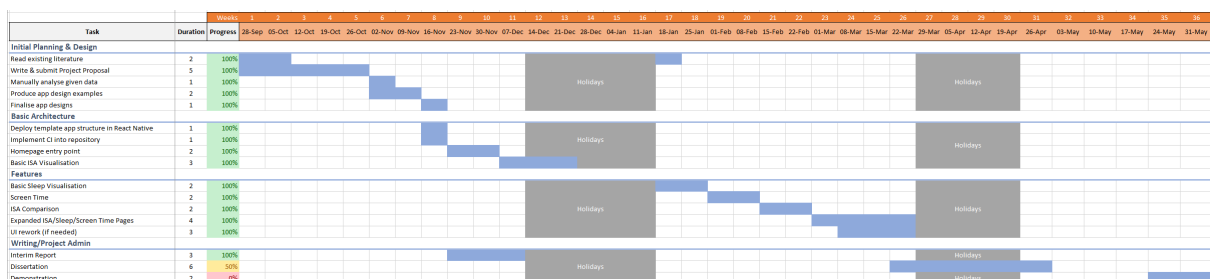 Weeks 1 2 3 4 5 6 7 8 9 10 11 12 13 14 15 16 17 18 19 20 21 22 23 24 25 26 27 28 29 30 31 32 33 34 35 36
Task Duration Progress 28-Sep 05-Oct 12-Oct 19-Oct 26-Oct 02-Nov 09-Nov 16-Nov 23-Nov 30-Nov 07-Dec 14-Dec 21-Dec 28-Dec 04-Jan 11-Jan 18-Jan 25-Jan 01-Feb 08-Feb 15-Feb 22-Feb 01-Mar 08-Mar 15-Mar 22-Mar 29-Mar 05-Apr 12-Apr 19-Apr 26-Apr 03-May 10-May 17-May 24-May 31-May
Initial Planning & Design
Read existing literature 2 100%
Write & submit Project Proposal 5 100%
Manually analyse given data 1 100% Holidays Holidays
Produce app design examples 2 100%
Finalise app designs 1 100%
Basic Architecture
Deploy template app structure in React Native 1 100%
Implement CI into repository 1 100% Holidays Holidays
Homepage entry point 2 100%
Basic ISA Visualisation 3 100%
Features
Basic Sleep Visualisation 2 100%
Screen Time 2 100%
ISA Comparison 2 100% Holidays Holidays
Expanded ISA/Sleep/Screen Time Pages 4 100%
UI rework (if needed) 3 100%
Writing/Project Admin
Interim Report 3 100% Holidays
Dissertation 6 50% Holidays
Demonstration 2 0% Holidays